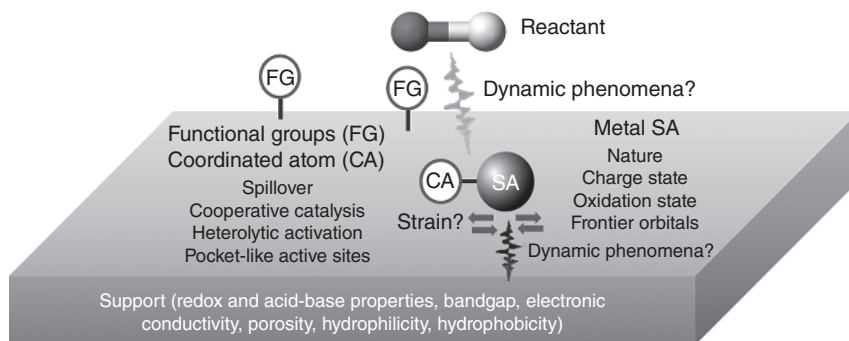 Reactant
FG
FG
Dynamic phenomena?
Functional groups (FG)
Coordinated atom (CA)
Spillover
Cooperative catalysis
Heterolytic activation
Pocket-like active sites
Metal SA
Nature
Charge state
Oxidation state
Frontier orbitals
CA
SA
Strain?
Dynamic phenomena?
Support (redox and acid-base properties, bandgap, electronic
conductivity, porosity, hydrophilicity, hydrophobicity)